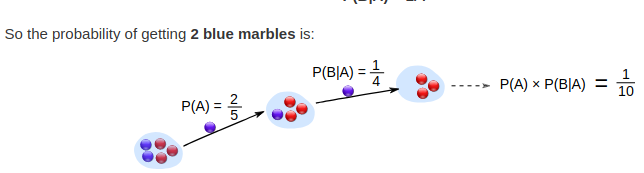 So the probability of getting 2 blue marbles is:
P(B|A) = 1/4
P(A) × P(B|A) = 1/10
P(A) = 2/5